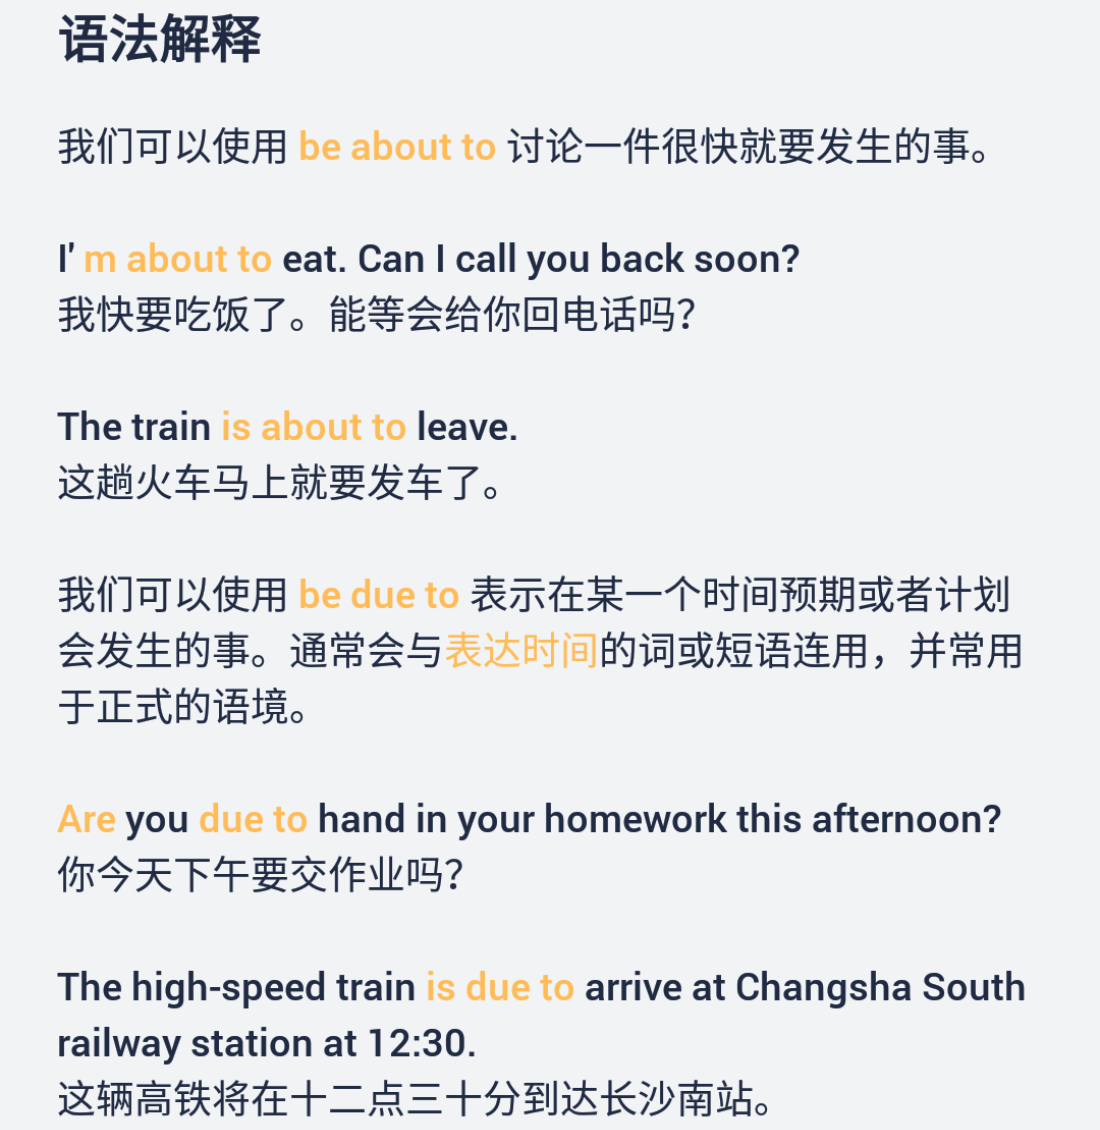 语法解释
我们可以使用 be about to 讨论一件很快就要发生的事。
I' m about to eat. Can I call you back soon?
我快要吃饭了。能等会给你回电话吗?
The train is about to leave.
这趟火车马上就要发车了。
我们可以使用 be due to 表示在某一个时间预期或者计划
会发生的事。通常会与表达时间的词或短语连用，并常用
于正式的语境。
Are you due to hand in your homework this afternoon?
你今天下午要交作业吗?
The high-speed train is due to arrive at Changsha South
railway station at 12:30.
这辆高铁将在十二点三十分到达长沙南站。